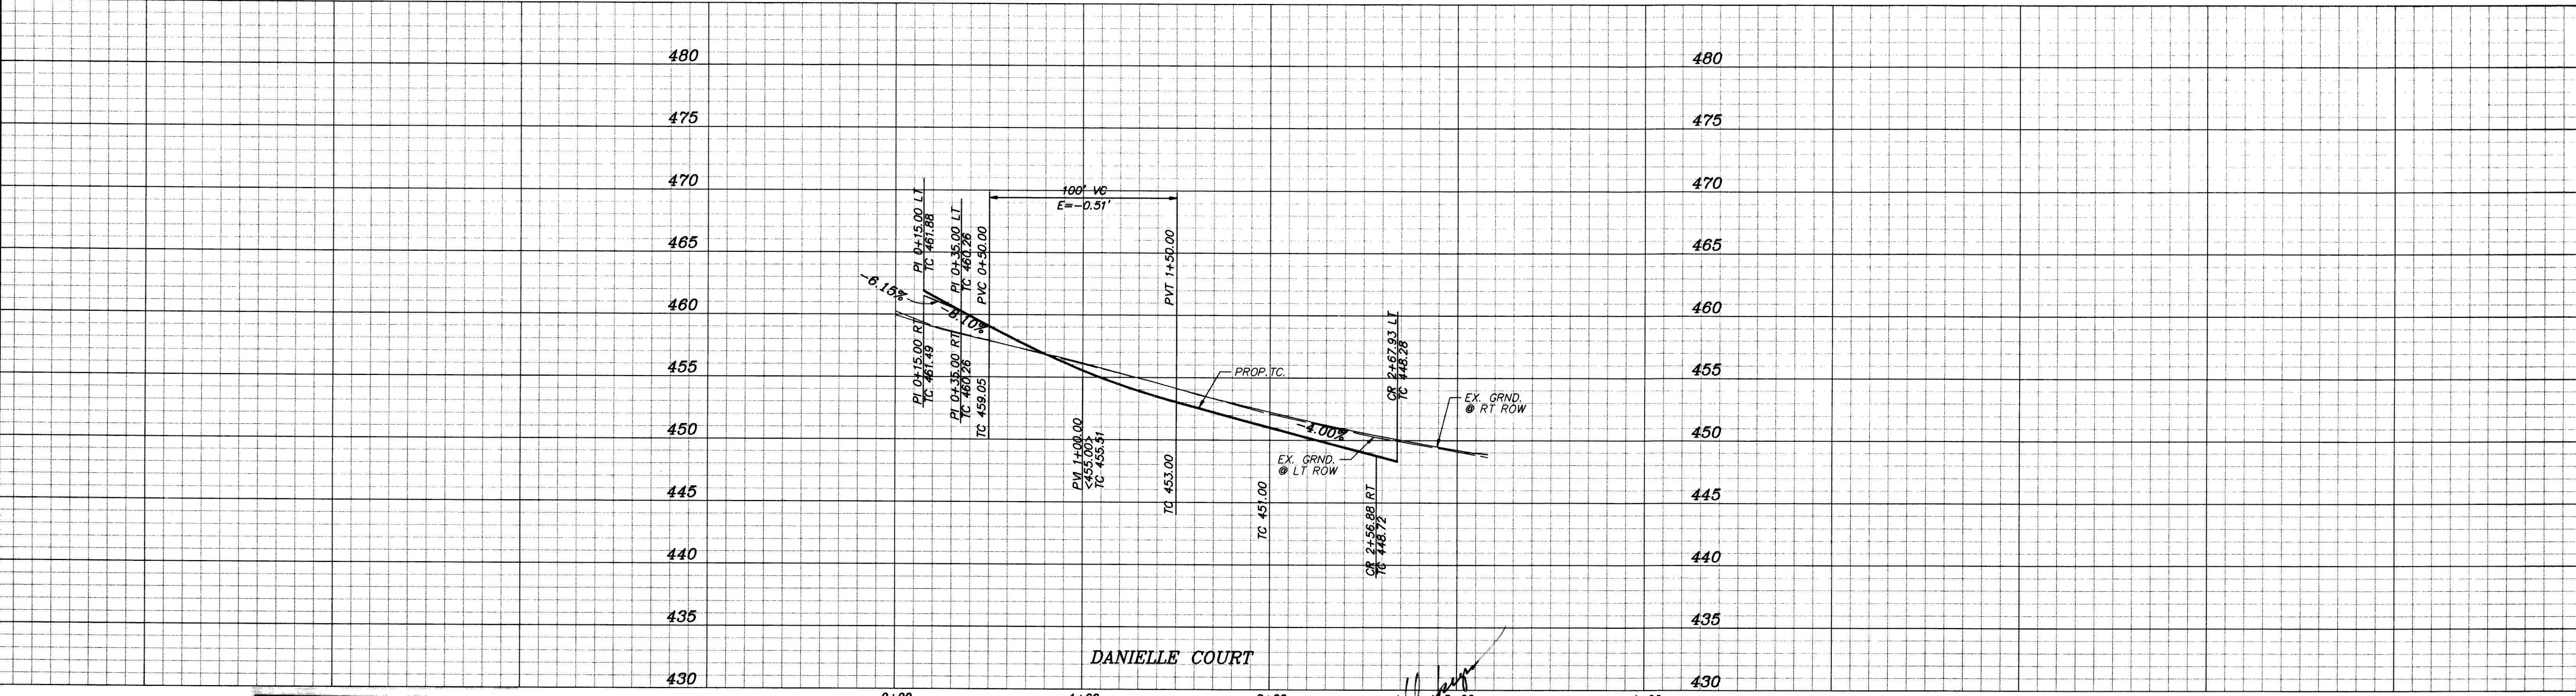 480
480
475
475
470
470
465
465
460
460
455
455
450
450
445
445
440
440
435
435
430
430
100' VC
E=-0.51'
PI 0+15.00 LT
TC 461.88
PI 0+35.00 LT
TC 460.26
PVC 0+50.00
PVT 1+50.00
-6.15%
-8.10%
PI 0+15.00 RT
TC 461.49
PI 0+35.00 RT
TC 460.26
TC 459.05
PVI 1+00.00
<455.00>
TC 455.51
TC 453.00
PROP. TC.
TC 451.00
-4.00%
CR 2+67.93 LT
TC 448.28
EX. GRND.
@ RT ROW
EX. GRND.
@ LT ROW
CR 2+56.88 RT
TC 448.72
DANIELLE COURT